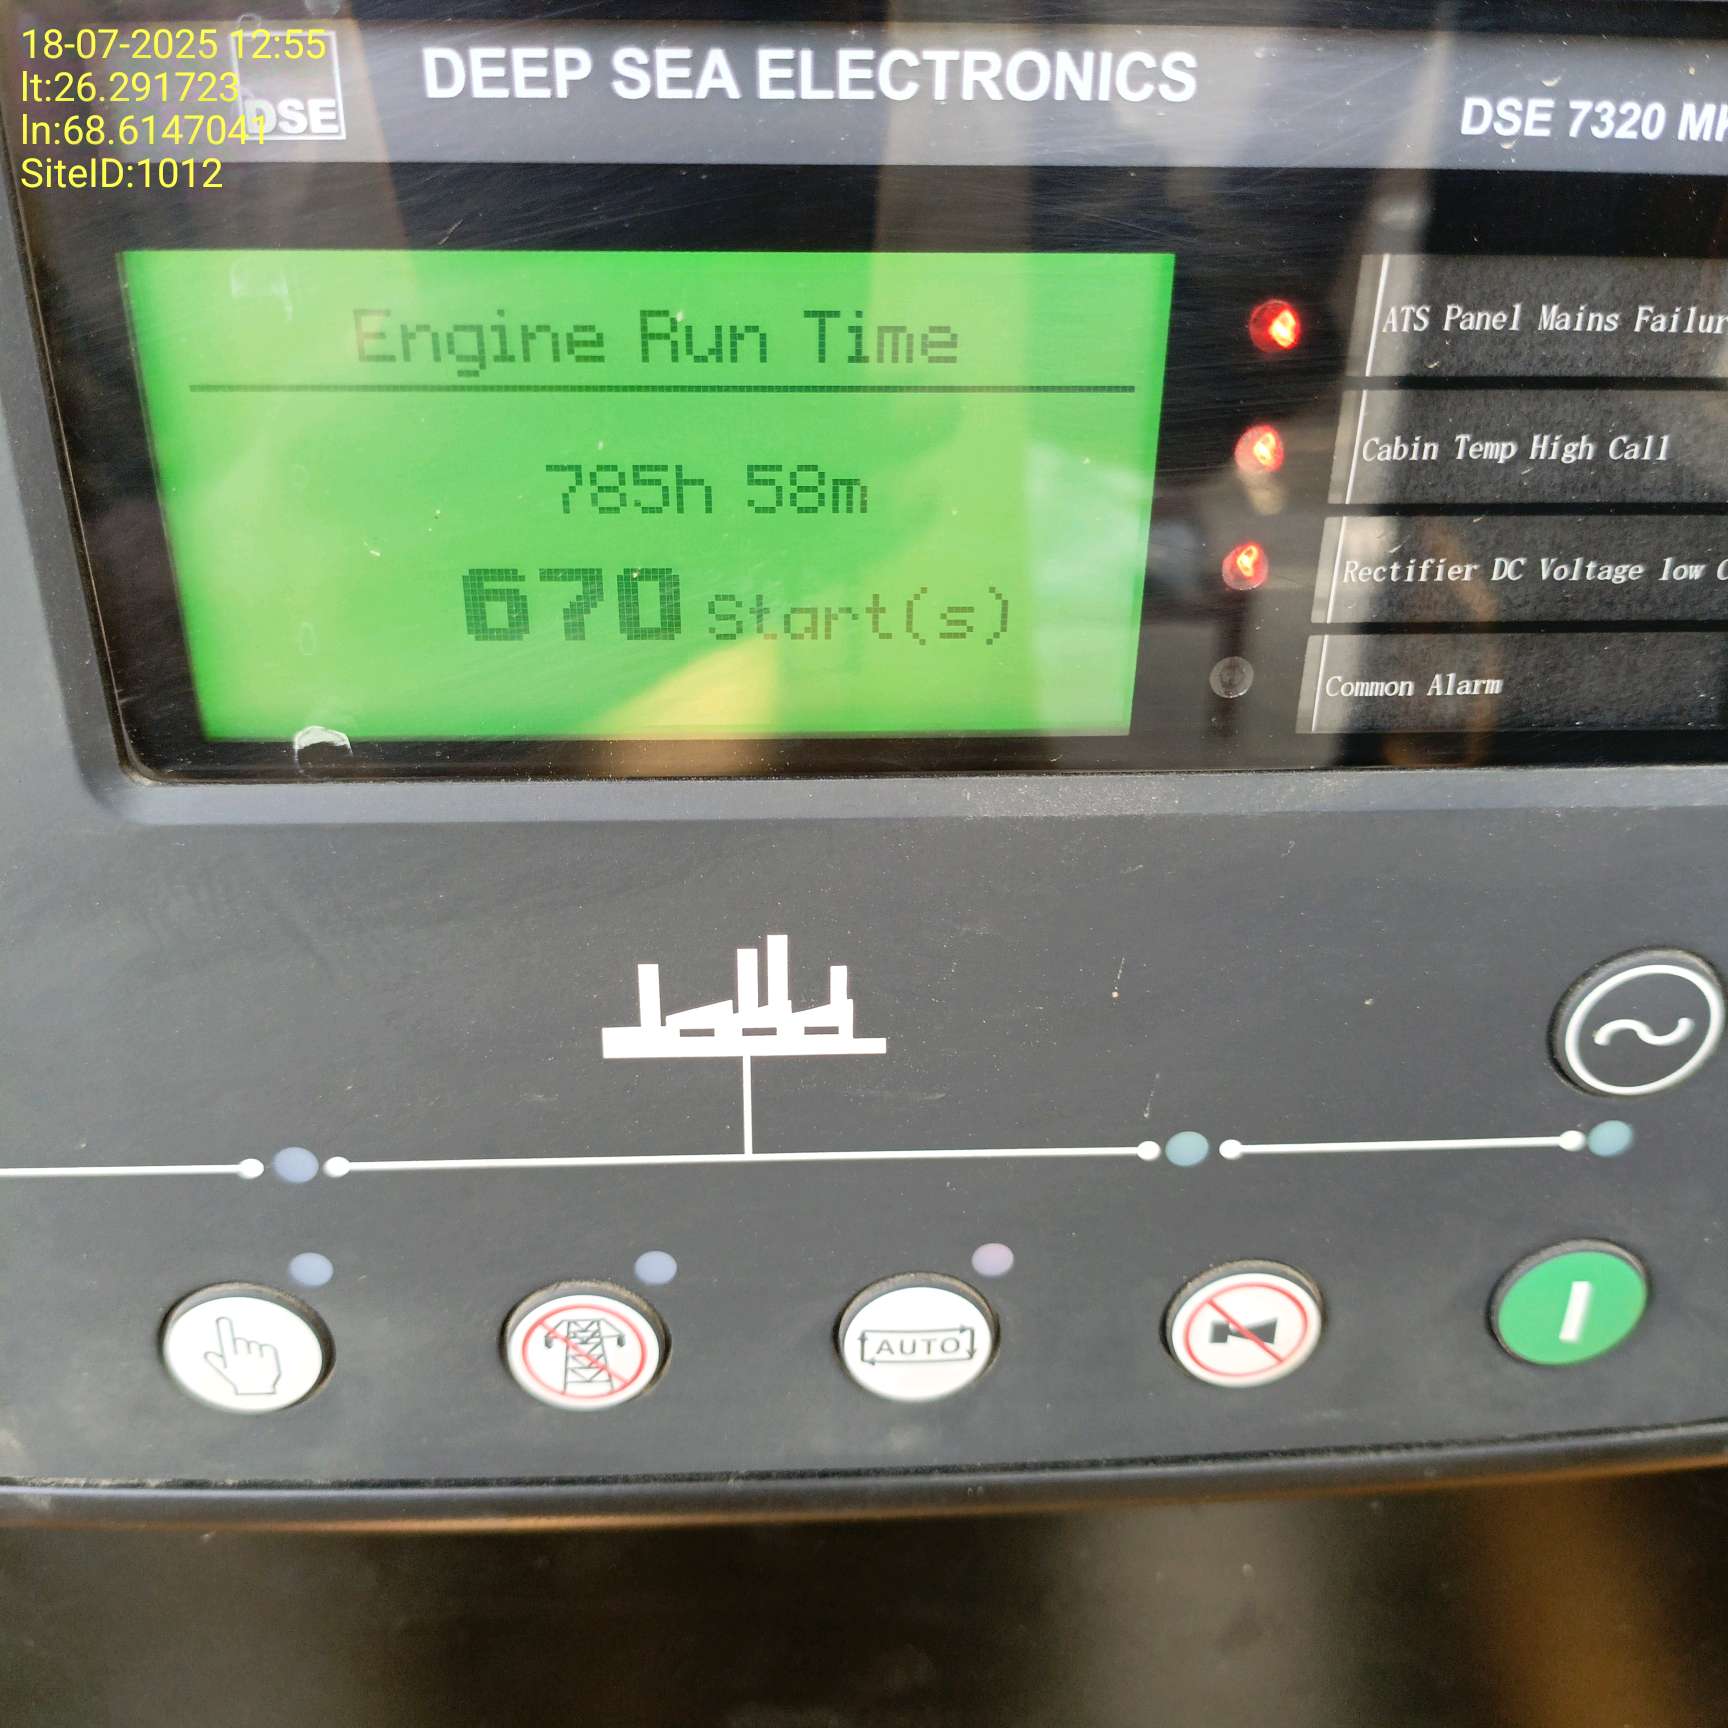 18-07-2025 12:55
lt:26.291723
ln:68.6147041
SiteID:1012
DSE
DEEP SEA ELECTRONICS
DSE 7320
Engine Run Time
785h 58m
670 Start(s)
ATS Panel Mains
Cabin Temp High Call
Rectifier DC Voltage low
Common Alarm
AUTO